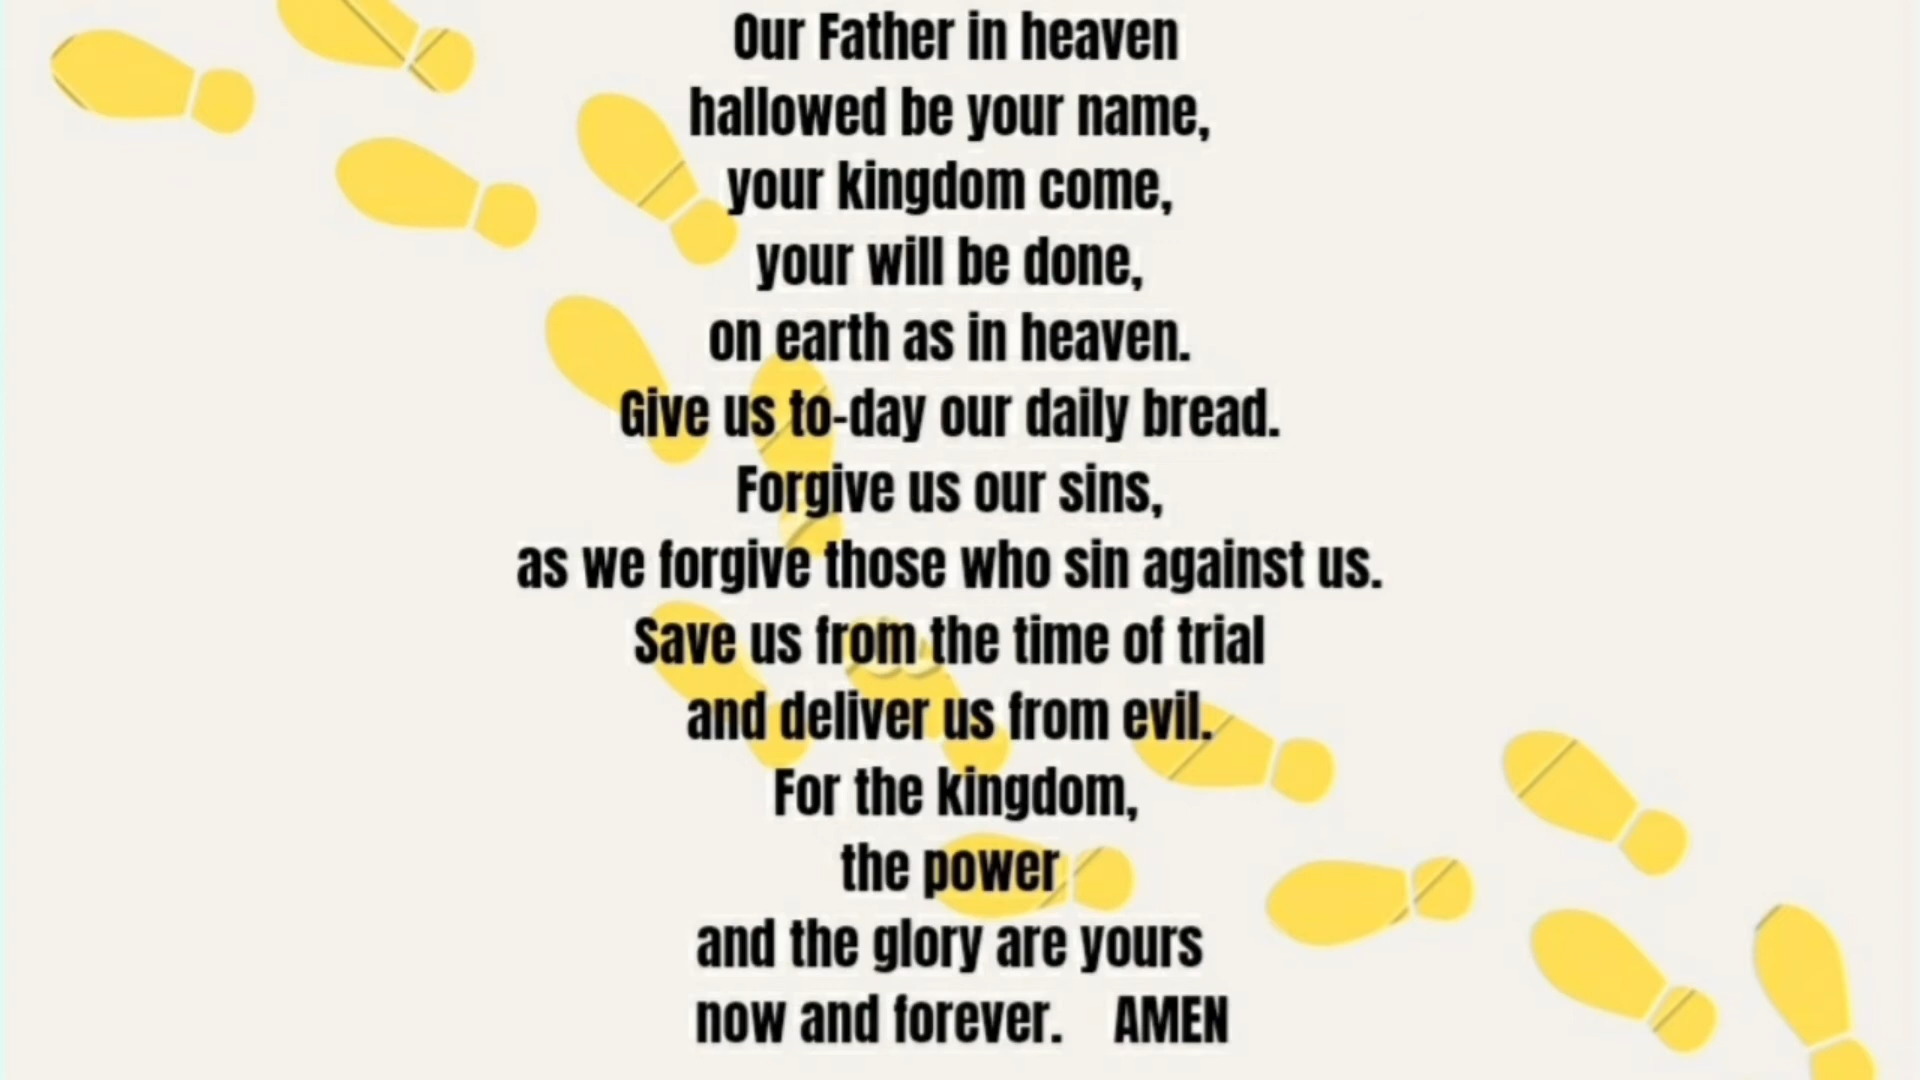 Our Father in heaven
hallowed be your name,
your kingdom come,
your will be done,
on earth as in heaven.
Give us to-day our daily bread.
Forgive us our sins,
as we forgive those who sin against us.
Save us from the time of trial
and deliver us from evil.
For the kingdom,
the power
and the glory are yours
now and forever. AMEN